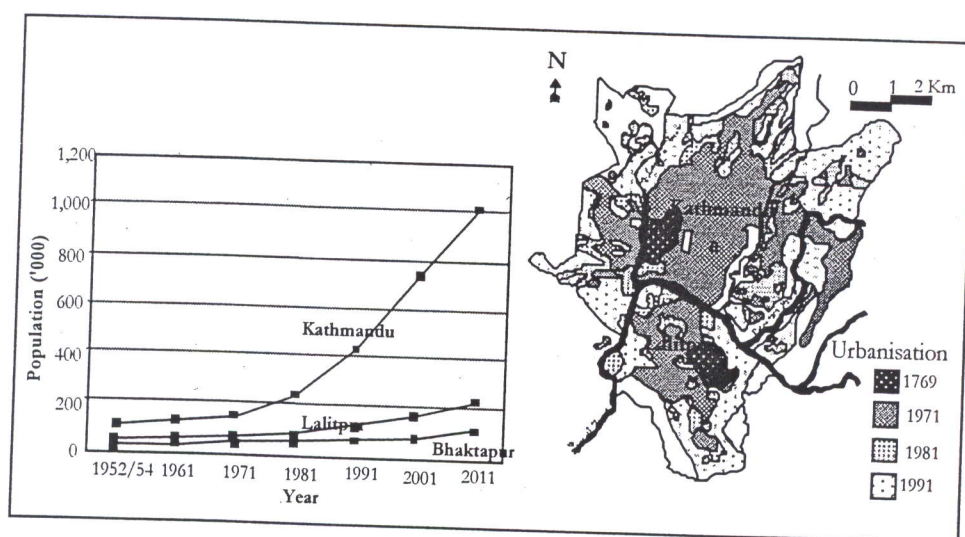 1,200
1,000
800
600
400
200
0
Population ('000)
Kathmandu
Lalitpur
Bhaktapur
1952/54 1961 1971 1981 1991 2001 2011
Year
N
0 1 2 Km
Kathmandu
Urbanisation
1769
1971
1981
1991